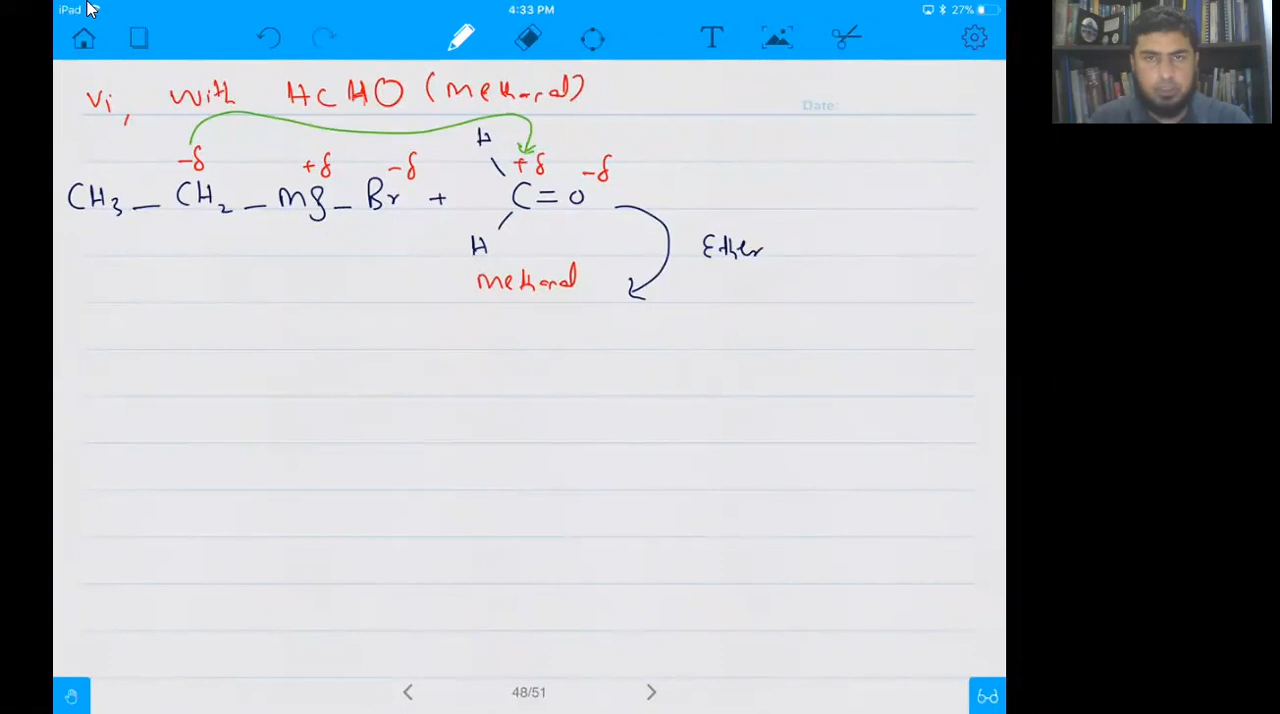 iPad
4:33 PM
27%
T
Date:
vi, with HCHO (methanal)
H
-δ +δ -δ +δ -δ
CH3 — CH2 — Mg — Br + C = O
H
Ether
methanal
48/51